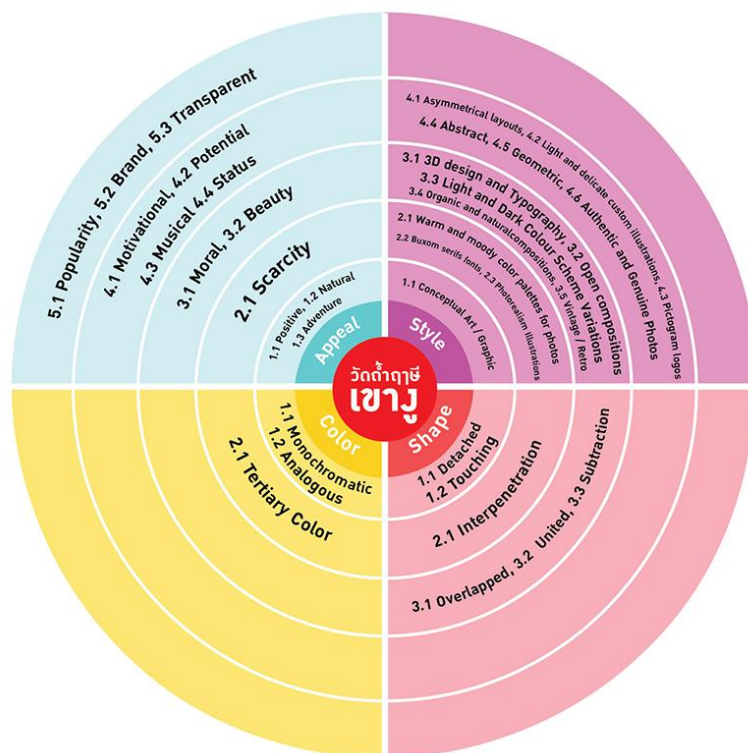 5.1 Popularity, 5.2 Brand, 5.3 Transparent
4.1 Motivational, 4.2 Potential
4.3 Musical 4.4 Status
3.1 Moral, 3.2 Beauty
2.1 Scarcity
1.1 Positive, 1.2 Natural
1.3 Adventure
Appeal
4.1 Asymmetrical layouts, 4.2 Light and delicate custom illustrations, 4.3 Pictogram logos
4.4 Abstract, 4.5 Geometric, 4.6 Authentic and Genuine Photos
3.1 3D design and Typography, 3.2 Open compositions
3.3 Light and Dark Colour Scheme Variations
3.4 Organic and naturalcompositions, 3.5 Vintage / Retro
2.1 Warm and moody color palettes for photos
2.2 Buxom serifs fonts, 2.3 Photorealism illustrations
1.1 Conceptual Art / Graphic
Style
วัดถ้ำฤาษี
เขางู
Color
1.1 Monochromatic
1.2 Analogous
2.1 Tertiary Color
Shape
1.1 Detached
1.2 Touching
2.1 Interpenetration
3.1 Overlapped, 3.2 United, 3.3 Subtraction